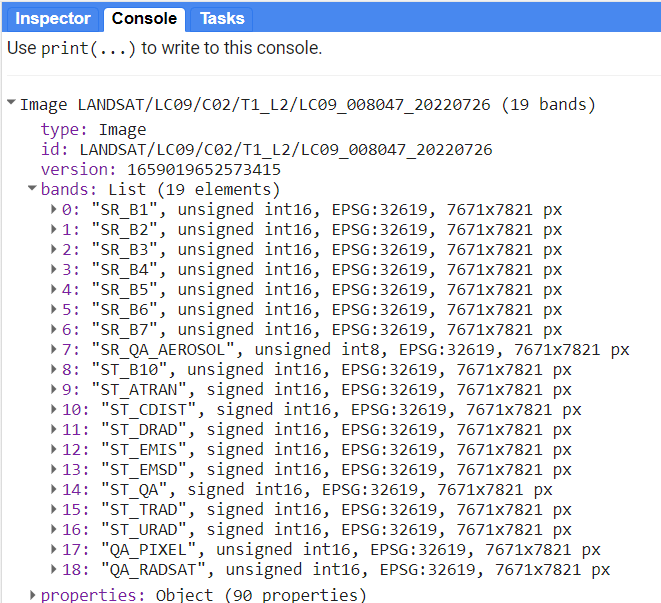 Inspector Console Tasks
Use print(...) to write to this console.
Image LANDSAT/LC09/C02/T1_L2/LC09_008047_20220726 (19 bands)
type: Image
id: LANDSAT/LC09/C02/T1_L2/LC09_008047_20220726
version: 1659019652573415
bands: List (19 elements)
0: "SR_B1", unsigned int16, EPSG:32619, 7671x7821 px
1: "SR_B2", unsigned int16, EPSG:32619, 7671x7821 px
2: "SR_B3", unsigned int16, EPSG:32619, 7671x7821 px
3: "SR_B4", unsigned int16, EPSG:32619, 7671x7821 px
4: "SR_B5", unsigned int16, EPSG:32619, 7671x7821 px
5: "SR_B6", unsigned int16, EPSG:32619, 7671x7821 px
6: "SR_B7", unsigned int16, EPSG:32619, 7671x7821 px
7: "SR_QA_AEROSOL", unsigned int8, EPSG:32619, 7671x7821 px
8: "ST_B10", unsigned int16, EPSG:32619, 7671x7821 px
9: "ST_ATRAN", signed int16, EPSG:32619, 7671x7821 px
10: "ST_CDIST", signed int16, EPSG:32619, 7671x7821 px
11: "ST_DRAD", signed int16, EPSG:32619, 7671x7821 px
12: "ST_EMIS", signed int16, EPSG:32619, 7671x7821 px
13: "ST_EMSD", signed int16, EPSG:32619, 7671x7821 px
14: "ST_QA", signed int16, EPSG:32619, 7671x7821 px
15: "ST_TRAD", signed int16, EPSG:32619, 7671x7821 px
16: "ST_URAD", signed int16, EPSG:32619, 7671x7821 px
17: "QA_PIXEL", unsigned int16, EPSG:32619, 7671x7821 px
18: "QA_RADSAT", unsigned int16, EPSG:32619, 7671x7821 px
properties: Object (90 properties)